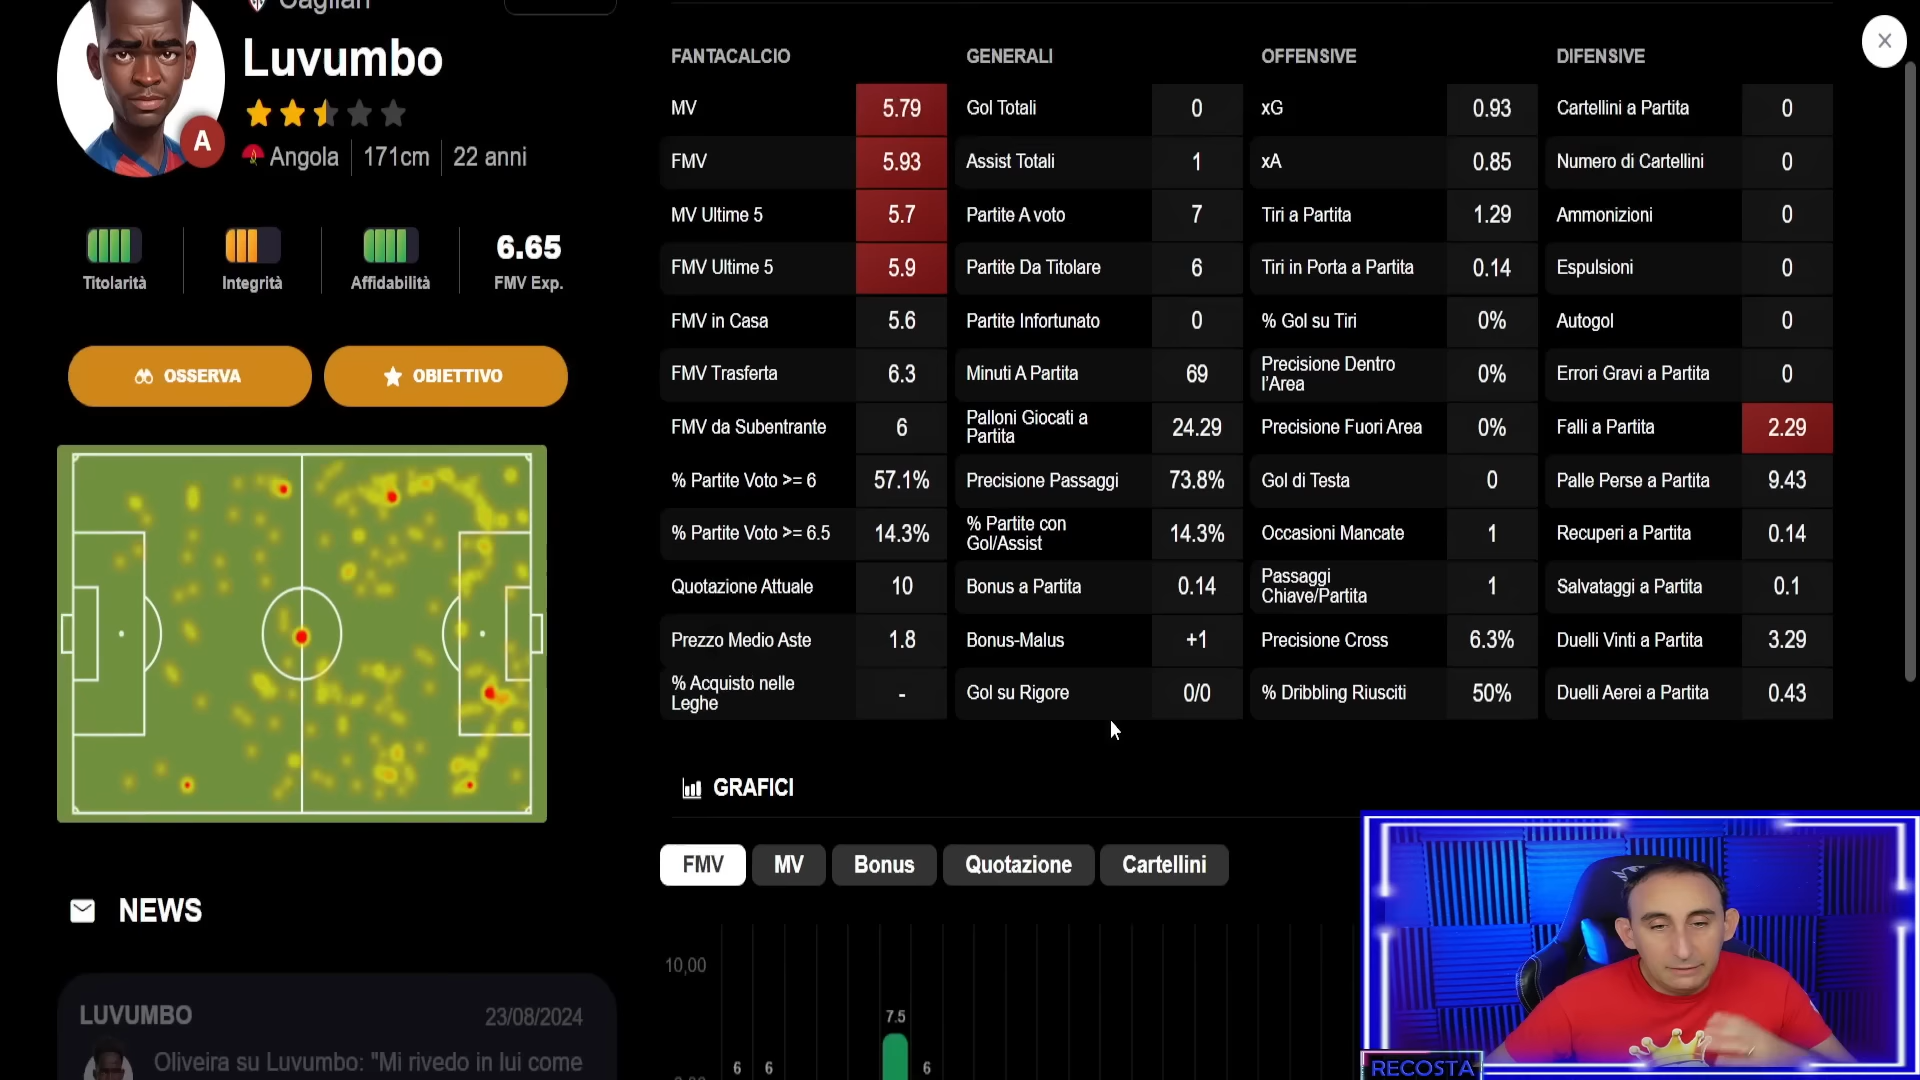 Cagliari
Luvumbo
A
Angola 171cm 22 anni
Titolarità Integrità Affidabilità
6.65
FMV Exp.
OSSERVA OBIETTIVO
NEWS
LUVUMBO 23/08/2024
Oliveira su Luvumbo: "Mi rivedo in lui come
FANTACALCIO
MV 5.79
FMV 5.93
MV Ultime 5 5.7
FMV Ultime 5 5.9
FMV in Casa 5.6
FMV Trasferta 6.3
FMV da Subentrante 6
% Partite Voto >= 6 57.1%
% Partite Voto >= 6.5 14.3%
Quotazione Attuale 10
Prezzo Medio Aste 1.8
% Acquisto nelle
Leghe -
GENERALI
Gol Totali 0
Assist Totali 1
Partite A voto 7
Partite Da Titolare 6
Partite Infortunato 0
Minuti A Partita 69
Palloni Giocati a
Partita 24.29
Precisione Passaggi 73.8%
% Partite con
Gol/Assist 14.3%
Bonus a Partita 0.14
Bonus-Malus +1
Gol su Rigore 0/0
OFFENSIVE
xG 0.93
xA 0.85
Tiri a Partita 1.29
Tiri in Porta a Partita 0.14
% Gol su Tiri 0%
Precisione Dentro
l'Area 0%
Precisione Fuori Area 0%
Gol di Testa 0
Occasioni Mancate 1
Passaggi
Chiave/Partita 1
Precisione Cross 6.3%
% Dribbling Riusciti 50%
DIFENSIVE
Cartellini a Partita 0
Numero di Cartellini 0
Ammonizioni 0
Espulsioni 0
Autogol 0
Errori Gravi a Partita 0
Falli a Partita 2.29
Palle Perse a Partita 9.43
Recuperi a Partita 0.14
Salvataggi a Partita 0.1
Duelli Vinti a Partita 3.29
Duelli Aerei a Partita 0.43
GRAFICI
FMV MV Bonus Quotazione Cartellini
10,00
7.5
6 6 6
RECOSTA